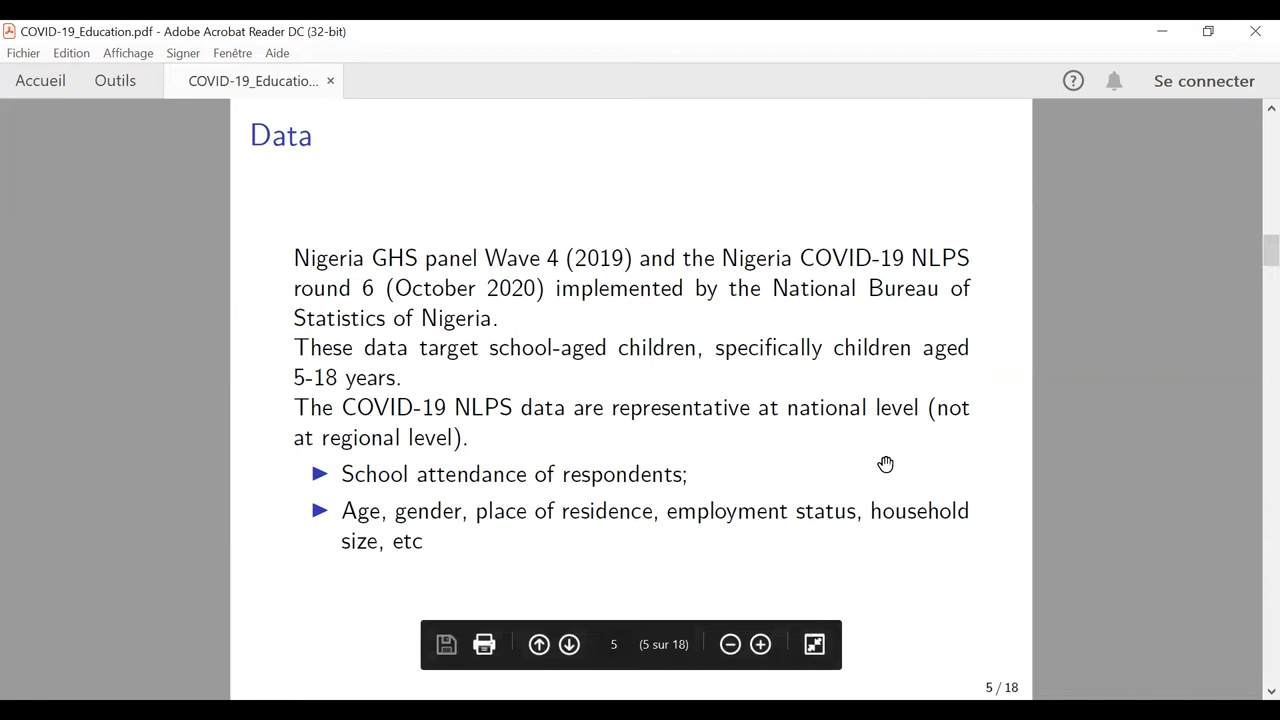 COVID-19_Education.pdf - Adobe Acrobat Reader DC (32-bit)
Fichier Edition Affichage Signer Fenêtre Aide
Accueil Outils COVID-19_Educatio... × ? Se connecter
Data
Nigeria GHS panel Wave 4 (2019) and the Nigeria COVID-19 NLPS
round 6 (October 2020) implemented by the National Bureau of
Statistics of Nigeria.
These data target school-aged children, specifically children aged
5-18 years.
The COVID-19 NLPS data are representative at national level (not
at regional level).
▶ School attendance of respondents;
▶ Age, gender, place of residence, employment status, household
size, etc
5 (5 sur 18)
5 / 18